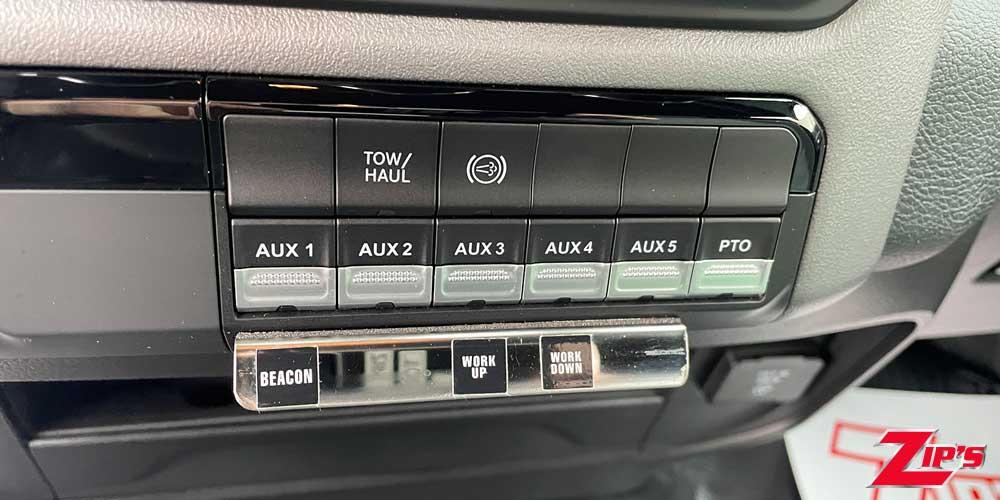 TOW/
HAUL
AUX 1 AUX 2 AUX 3 AUX 4 AUX 5 PTO
BEACON
WORK
UP
WORK
DOWN
ZIP'S